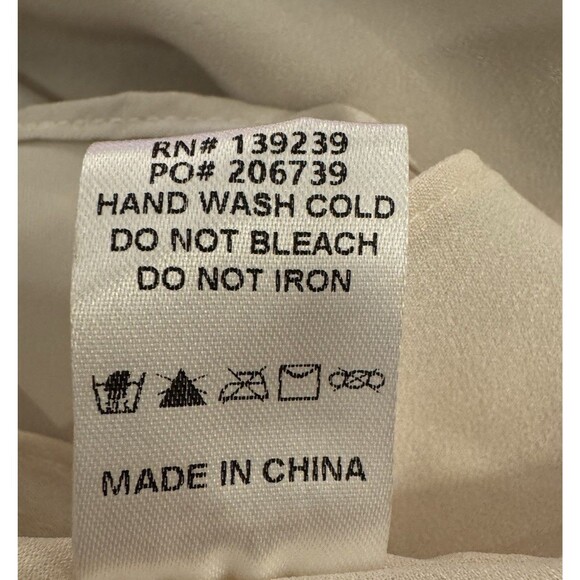 RN# 139239
PO# 206739
HAND WASH COLD
DO NOT BLEACH
DO NOT IRON
MADE IN CHINA